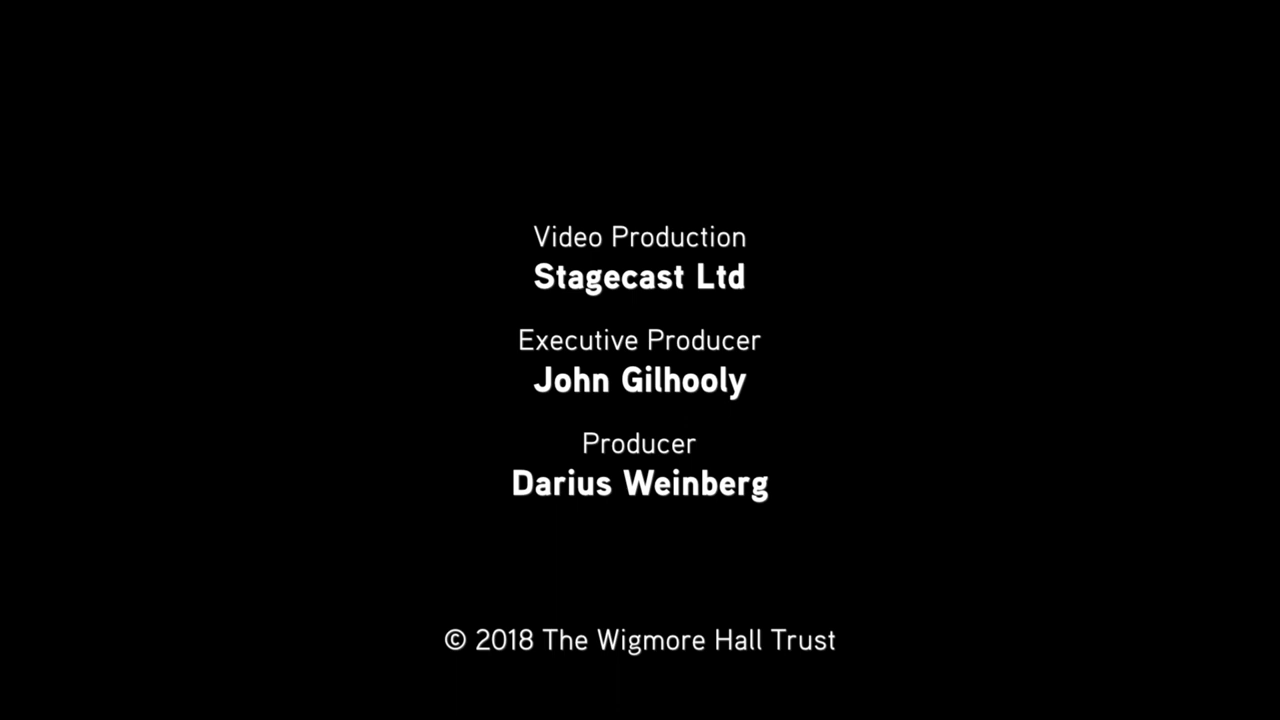 Video Production
Stagecast Ltd
Executive Producer
John Gilhooly
Producer
Darius Weinberg
© 2018 The Wigmore Hall Trust